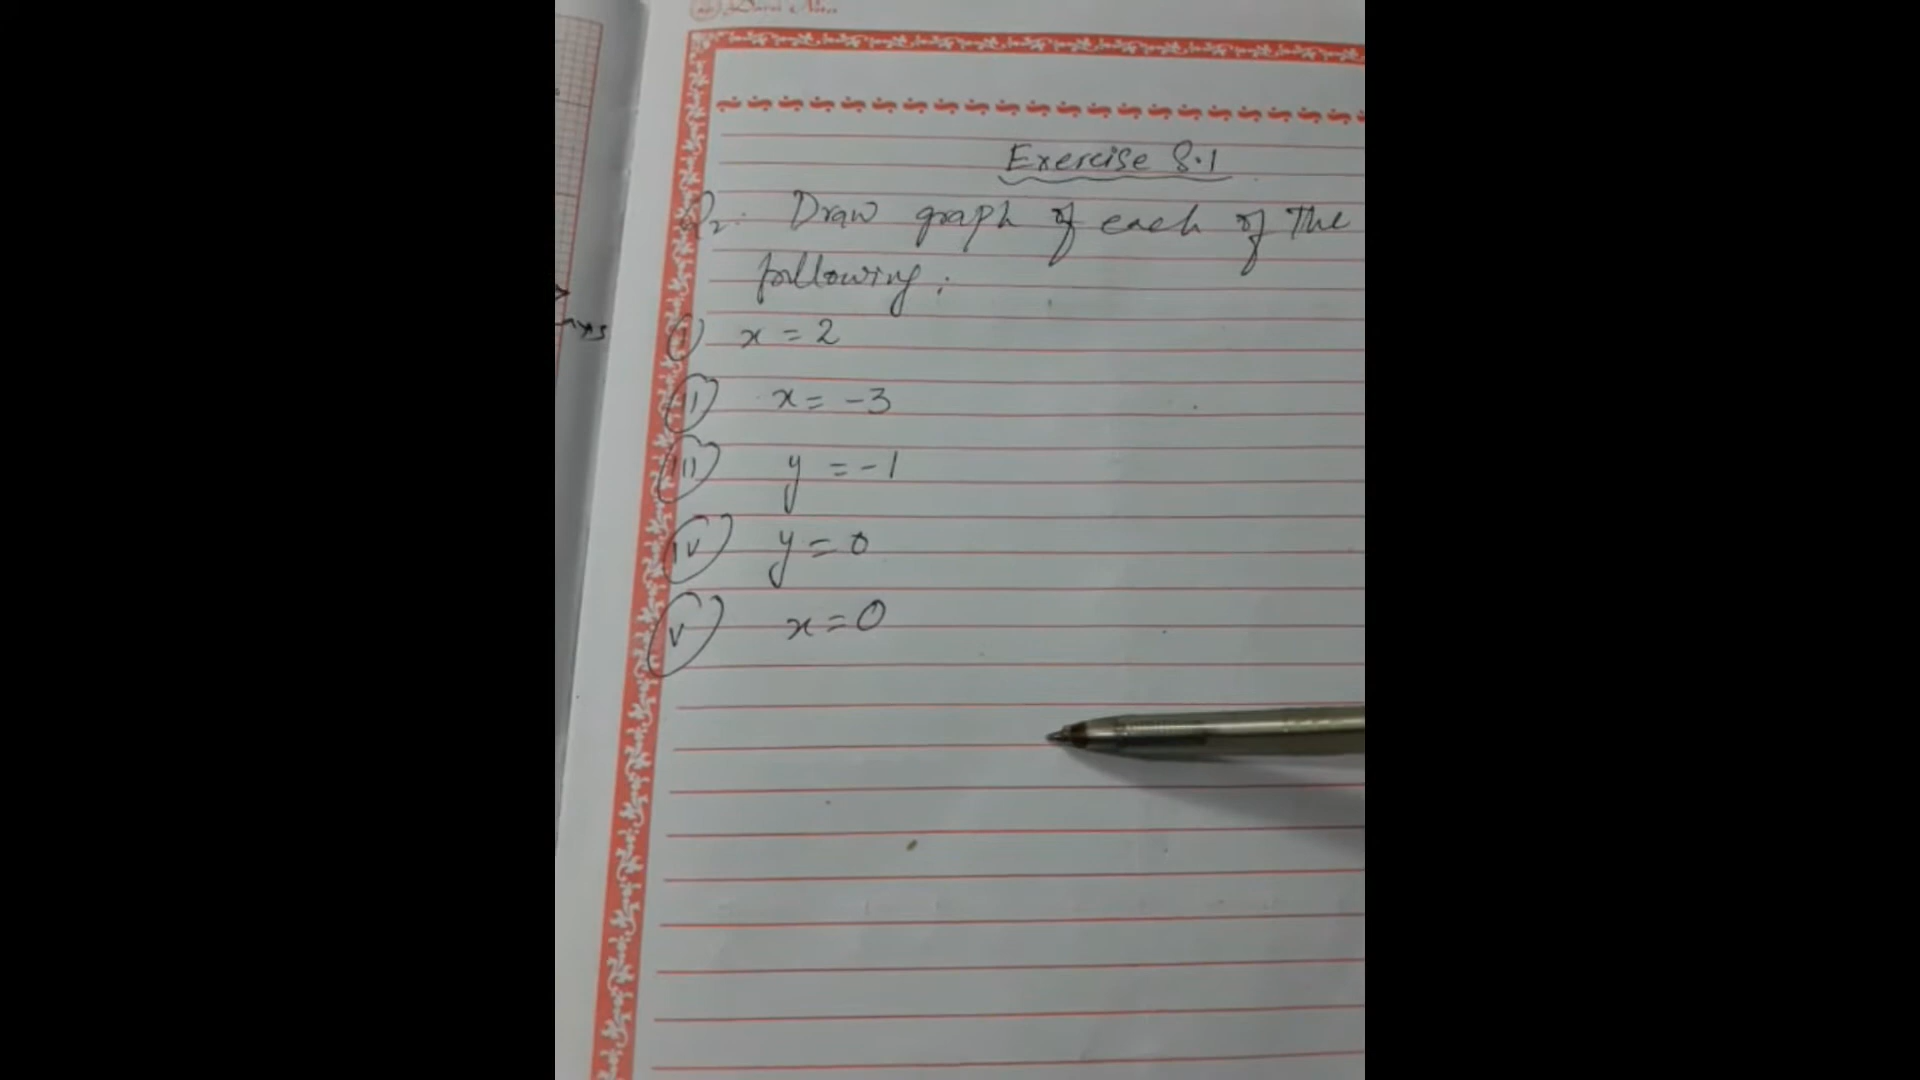 Exercise 8.1
Q2. Draw graph of each of the
following:
(i) x = 2
(ii) x = -3
(iii) y = -1
(iv) y = 0
(v) x = 0